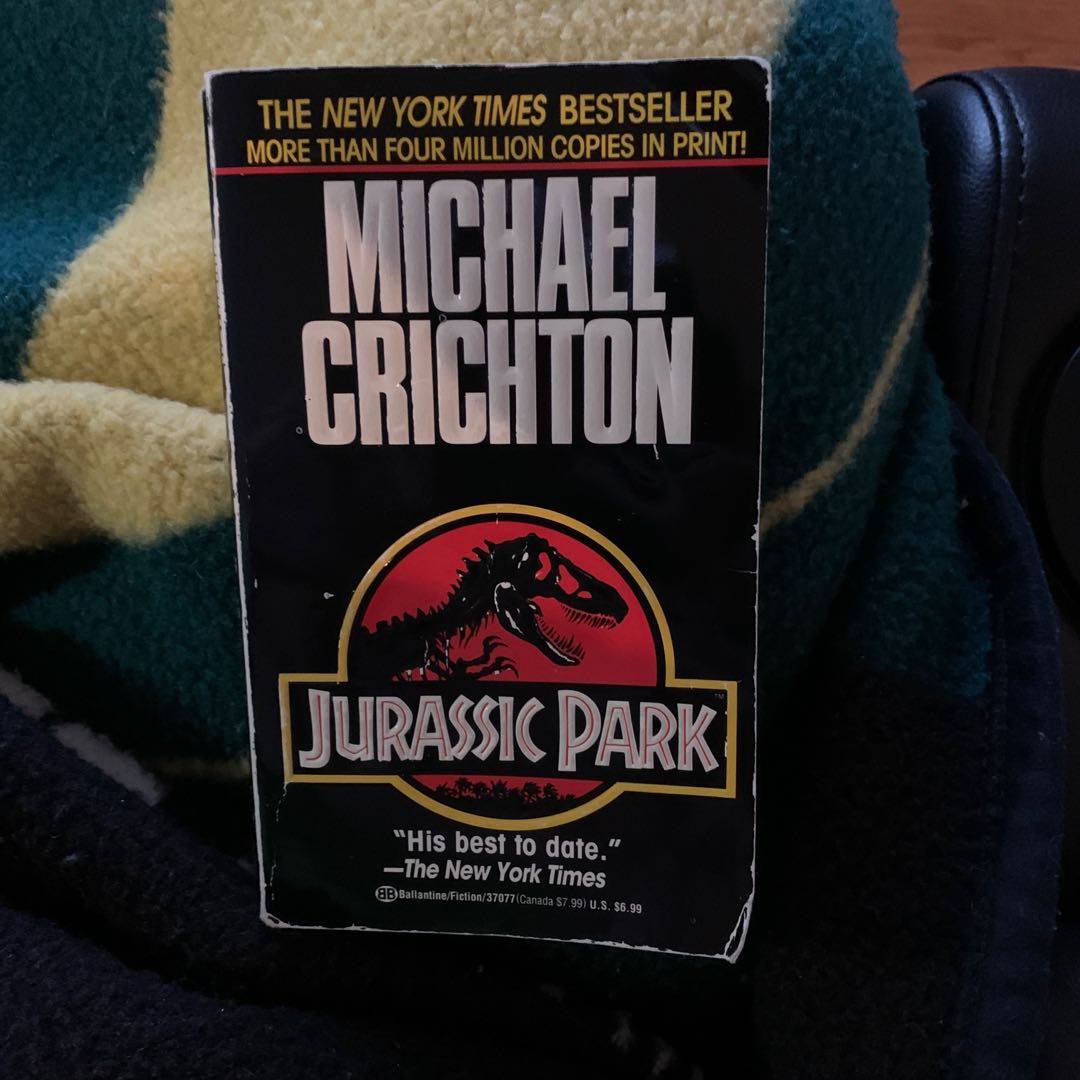 THE NEW YORK TIMES BESTSELLER
MORE THAN FOUR MILLION COPIES IN PRINT!
MICHAEL
CRICHTON
JURASSIC PARK™
"His best to date."
—The New York Times
BB Ballantine/Fiction/37077 (Canada $7.99) U.S. $6.99